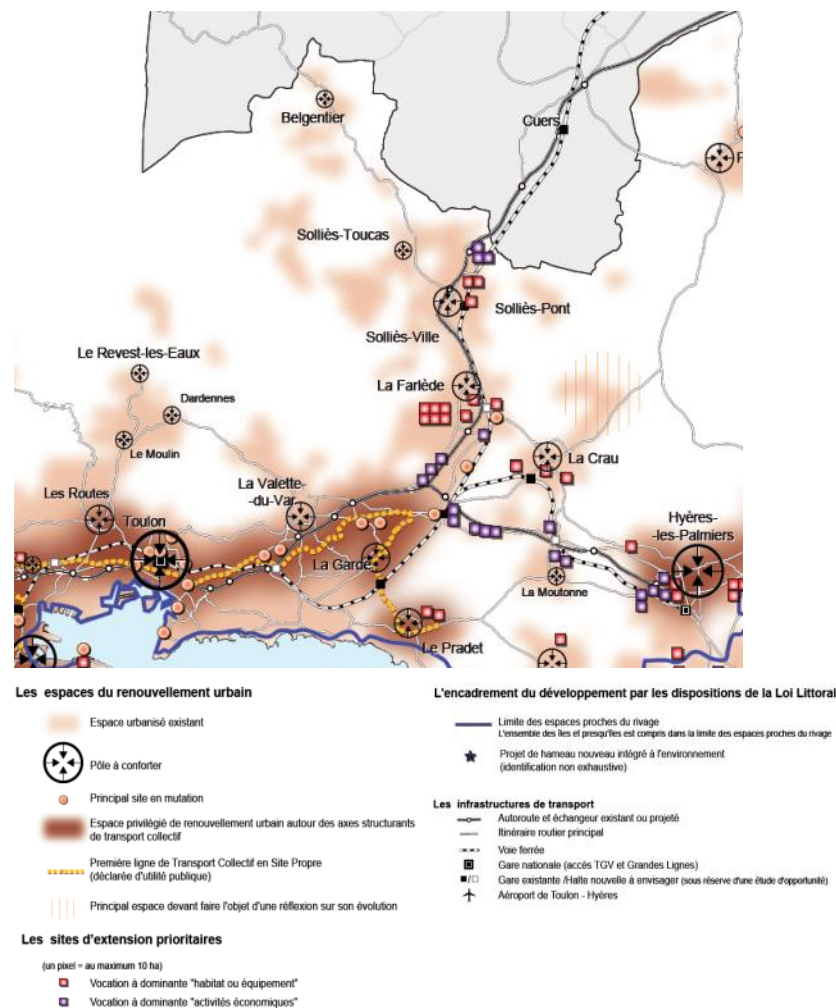 Belgentier
Cuers
Solliès-Toucas
Solliès-Pont
Solliès-Ville
Le Revest-les-Eaux
La Farlède
Dardennes
Le Moulin
La Crau
Les Routes
La Valette-
-du-Var
Toulon
Hyères-
-les-Palmiers
La Garde
La Moutonne
Le Pradet
Les espaces du renouvellement urbain
Espace urbanisé existant
Pôle à conforter
Principal site en mutation
Espace privilégié de renouvellement urbain autour des axes structurants
de transport collectif
Première ligne de Transport Collectif en Site Propre
(déclarée d'utilité publique)
Principal espace devant faire l'objet d'une réflexion sur son évolution
Les sites d'extension prioritaires
(un pixel = au maximum 10 ha)
Vocation à dominante "habitat ou équipement"
Vocation à dominante "activités économiques"
L'encadrement du développement par les dispositions de la Loi Littoral
Limite des espaces proches du rivage
L'ensemble des îles et presqu'îles est compris dans la limite des espaces proches du rivage
Projet de hameau nouveau intégré à l'environnement
(identification non exhaustive)
Les infrastructures de transport
Autoroute et échangeur existant ou projeté
Itinéraire routier principal
Voie ferrée
Gare nationale (accès TGV et Grandes Lignes)
Gare existante /Halte nouvelle à envisager (sous réserve d'une étude d'opportunité)
Aéroport de Toulon - Hyères